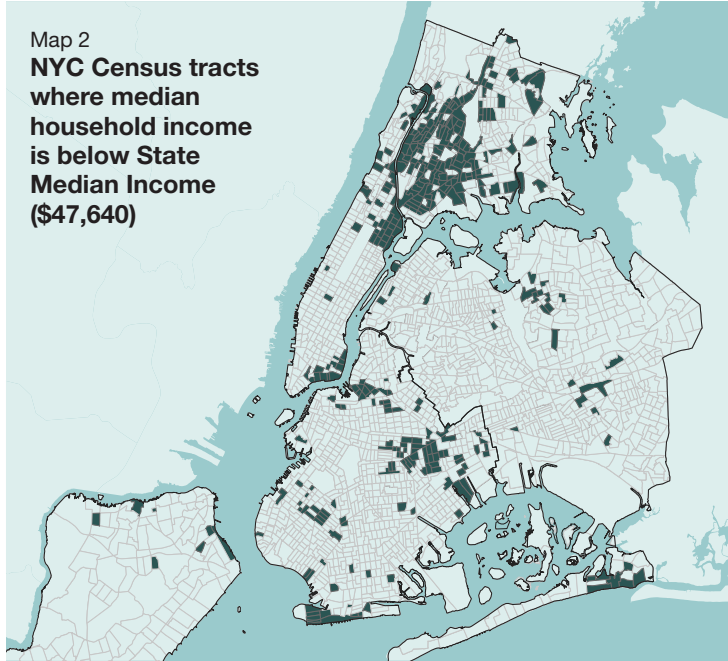 Map 2
NYC Census tracts
where median
household income
is below State
Median Income
($47,640)